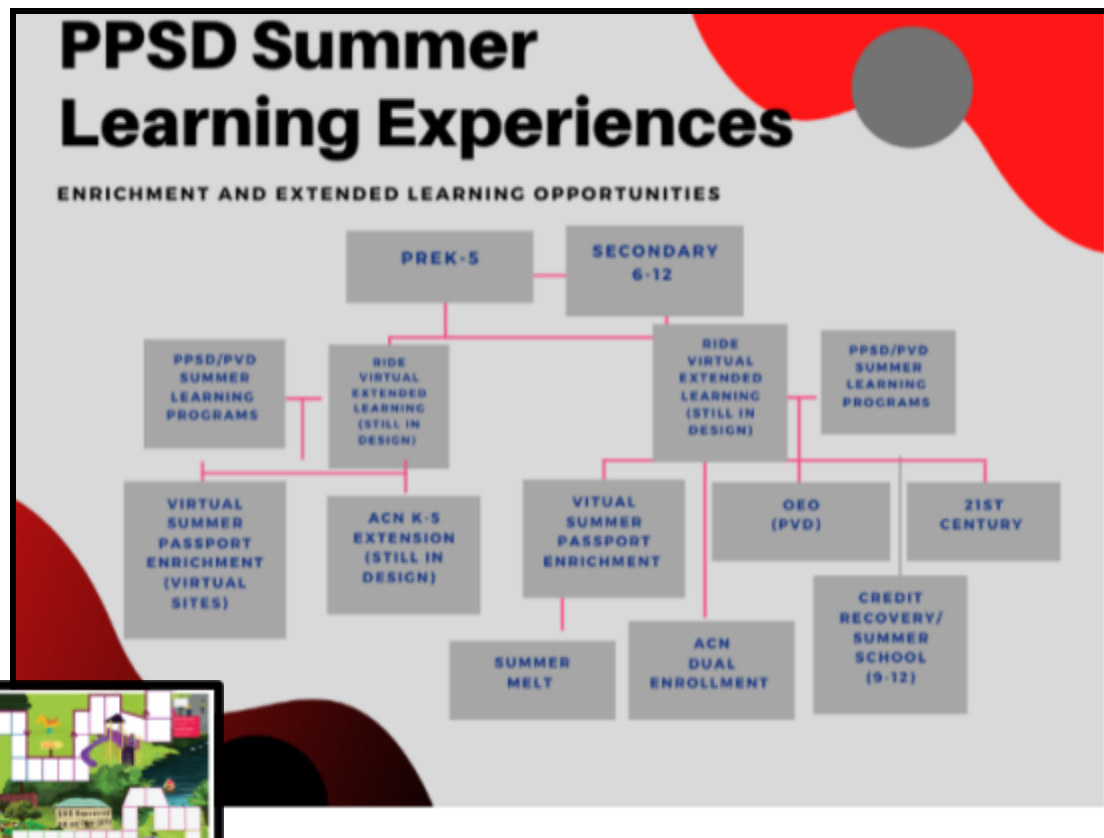 PPSD Summer
Learning Experiences
ENRICHMENT AND EXTENDED LEARNING OPPORTUNITIES
PREK-5
SECONDARY
6-12
PPSD/PVD
SUMMER
LEARNING
PROGRAMS
RIDE
VIRTUAL
EXTENDED
LEARNING
(STILL IN
DESIGN)
RIDE
VIRTUAL
EXTENDED
LEARNING
(STILL IN
DESIGN)
PPSD/PVD
SUMMER
LEARNING
PROGRAMS
VIRTUAL
SUMMER
PASSPORT
ENRICHMENT
(VIRTUAL
SITES)
ACN K-5
EXTENSION
(STILL IN
DESIGN)
VITUAL
SUMMER
PASSPORT
ENRICHMENT
OEO
(PVD)
21ST
CENTURY
SUMMER
MELT
ACN
DUAL
ENROLLMENT
CREDIT
RECOVERY/
SUMMER
SCHOOL
(9-12)